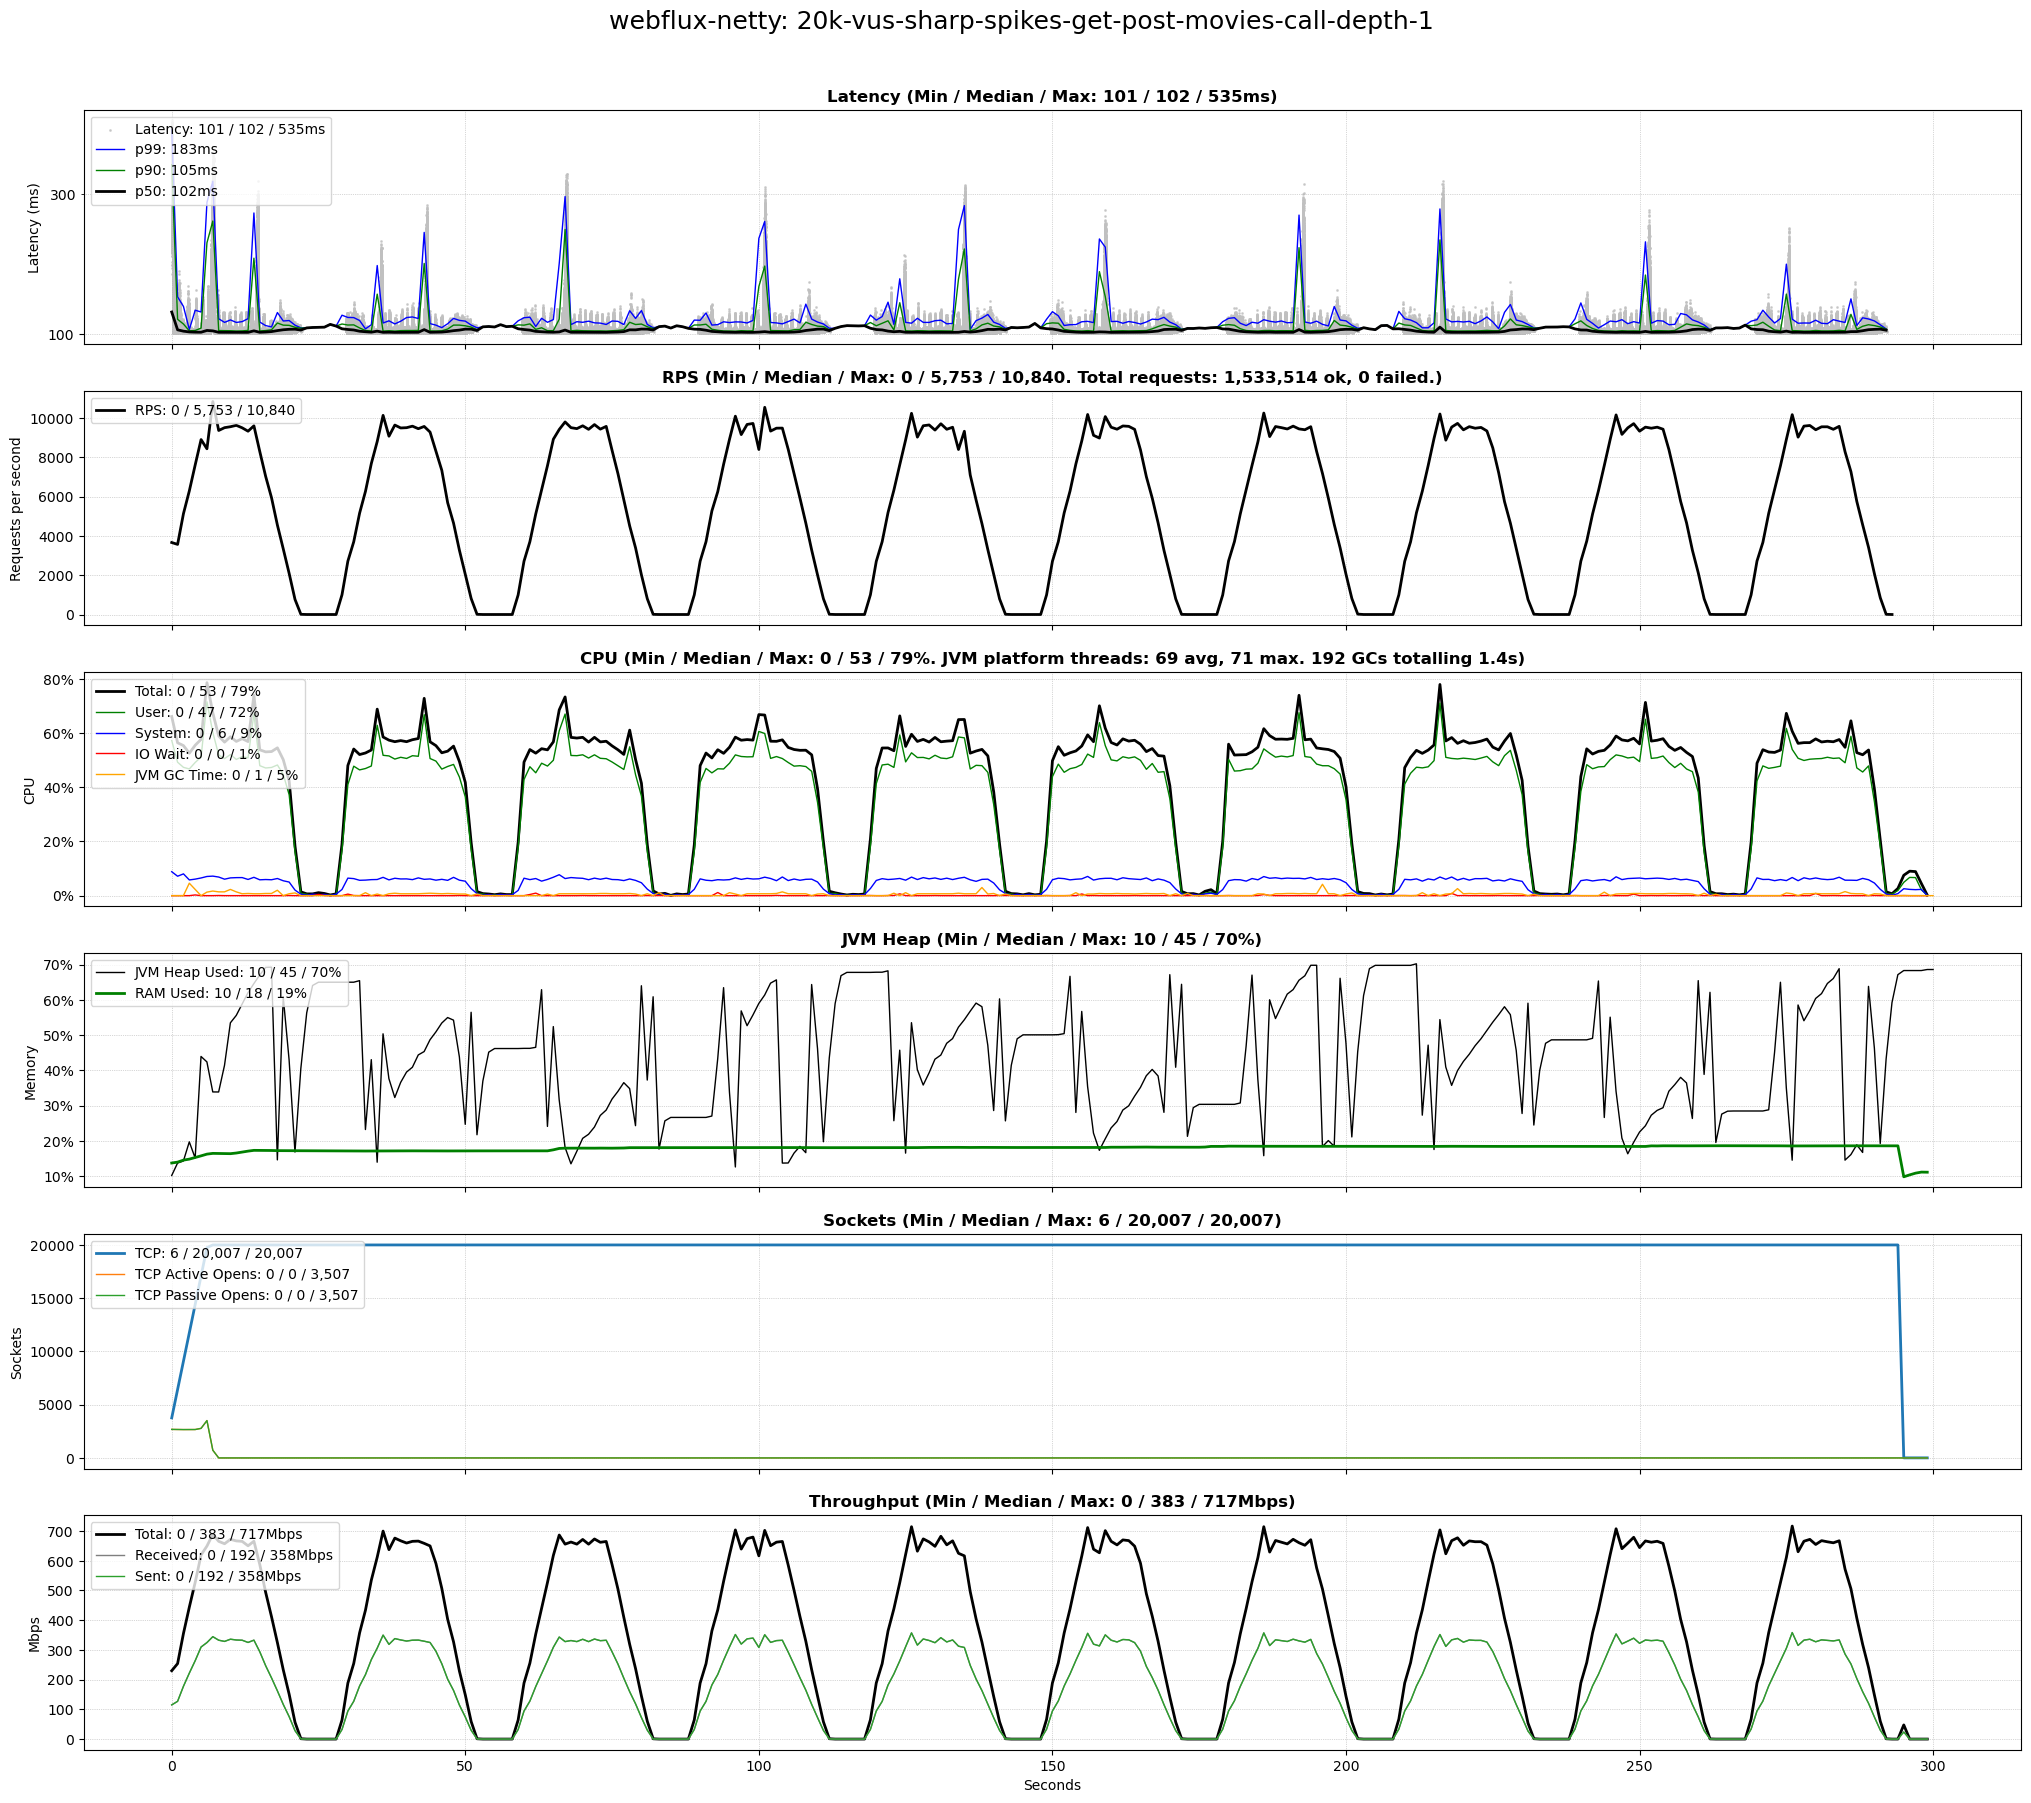 webflux-netty: 20k-vus-sharp-spikes-get-post-movies-call-depth-1
Latency (Min / Median / Max: 101 / 102 / 535ms)
Latency: 101 / 102 / 535ms
p99: 183ms
p90: 105ms
p50: 102ms
300
100
Latency (ms)
RPS (Min / Median / Max: 0 / 5,753 / 10,840. Total requests: 1,533,514 ok, 0 failed.)
RPS: 0 / 5,753 / 10,840
10000
8000
6000
4000
2000
0
Requests per second
CPU (Min / Median / Max: 0 / 53 / 79%. JVM platform threads: 69 avg, 71 max. 192 GCs totalling 1.4s)
Total: 0 / 53 / 79%
User: 0 / 47 / 72%
System: 0 / 6 / 9%
IO Wait: 0 / 0 / 1%
JVM GC Time: 0 / 1 / 5%
80%
60%
40%
20%
0%
CPU
JVM Heap (Min / Median / Max: 10 / 45 / 70%)
JVM Heap Used: 10 / 45 / 70%
RAM Used: 10 / 18 / 19%
70%
60%
50%
40%
30%
20%
10%
Memory
Sockets (Min / Median / Max: 6 / 20,007 / 20,007)
TCP: 6 / 20,007 / 20,007
TCP Active Opens: 0 / 0 / 3,507
TCP Passive Opens: 0 / 0 / 3,507
20000
15000
10000
5000
0
Sockets
Throughput (Min / Median / Max: 0 / 383 / 717Mbps)
Total: 0 / 383 / 717Mbps
Received: 0 / 192 / 358Mbps
Sent: 0 / 192 / 358Mbps
700
600
500
400
300
200
100
0
Mbps
0 50 100 150 200 250 300
Seconds